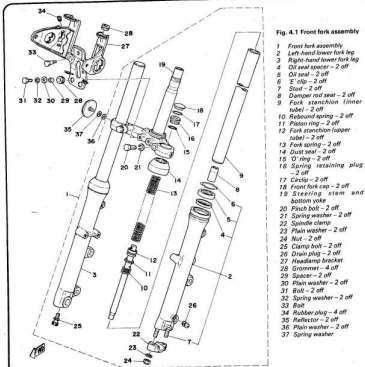 Fig. 4.1 Front fork assembly
1 Front fork assembly
2 Left-hand lower fork leg
3 Right-hand lower fork leg
4 Oil seal spacer – 2 off
5 Oil seal – 2 off
6 'E' clip – 2 off
7 Stud – 2 off
8 Damper rod seat – 2 off
9 Fork stanchion (inner
tube) – 2 off
10 Rebound spring – 2 off
11 Piston ring – 2 off
12 Fork stanchion (upper
tube) – 2 off
13 Fork spring – 2 off
14 Dust seal – 2 off
15 'O' ring – 2 off
16 Spring retaining plug
– 2 off
17 Circlip – 2 off
18 Front fork cap – 2 off
19 Steering stem and
bottom yoke
20 Pinch bolt – 2 off
21 Spring washer – 2 off
22 Spindle clamp
23 Plain washer – 2 off
24 Nut – 2 off
25 Clamp bolt – 2 off
26 Drain plug – 2 off
27 Headlamp bracket
28 Grommet – 4 off
29 Spacer – 2 off
30 Plain washer – 2 off
31 Bolt – 2 off
32 Spring washer – 2 off
33 Bolt
34 Rubber plug – 4 off
35 Reflector – 2 off
36 Plain washer – 2 off
37 Spring washer
34
28
27
33
19
31 32 30 29 28
18
17
35 37 36
16
15
20 21
14
13
9
8
6
5
4
1
12
11
10
3
2
26
25
22
7
23
24